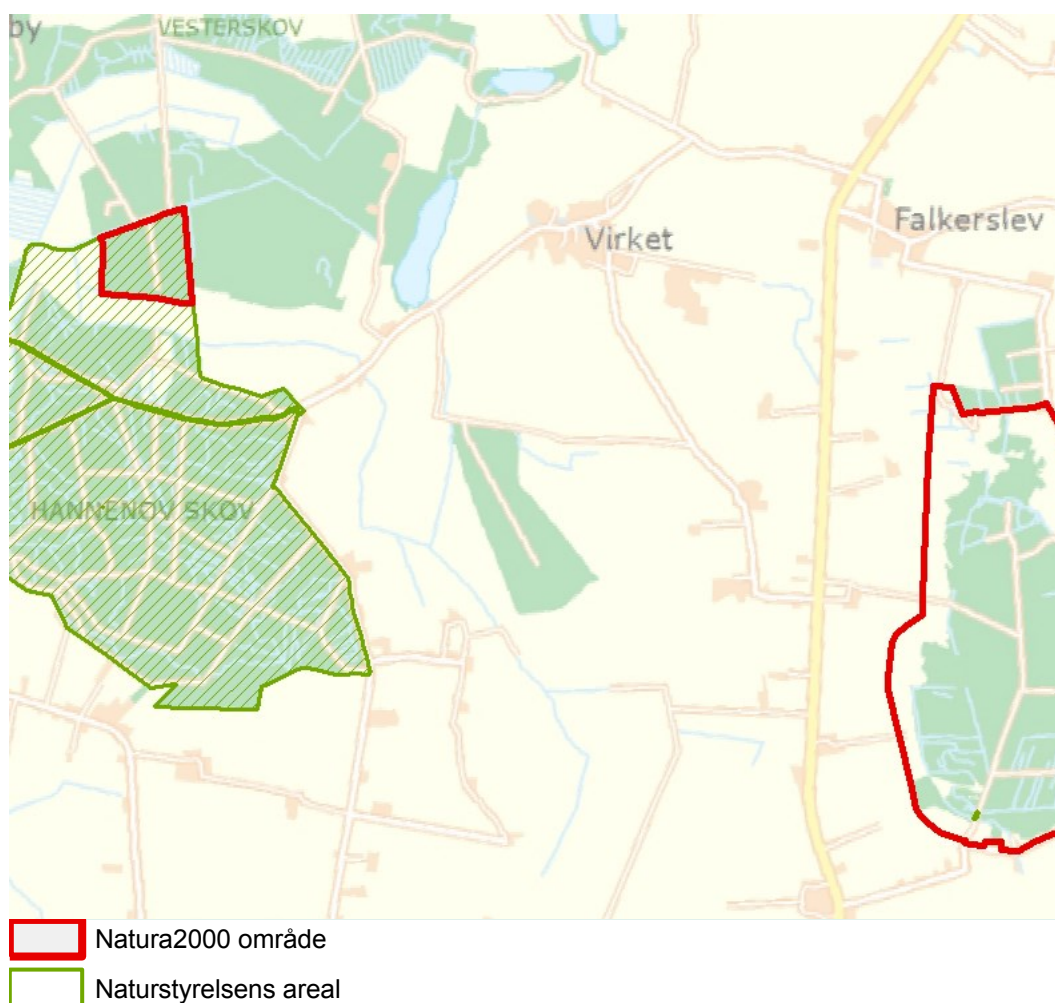 by
VESTERSKOV
Virket
Falkerslev
HANNENOV SKOV
Natura2000 område
Naturstyrelsens areal